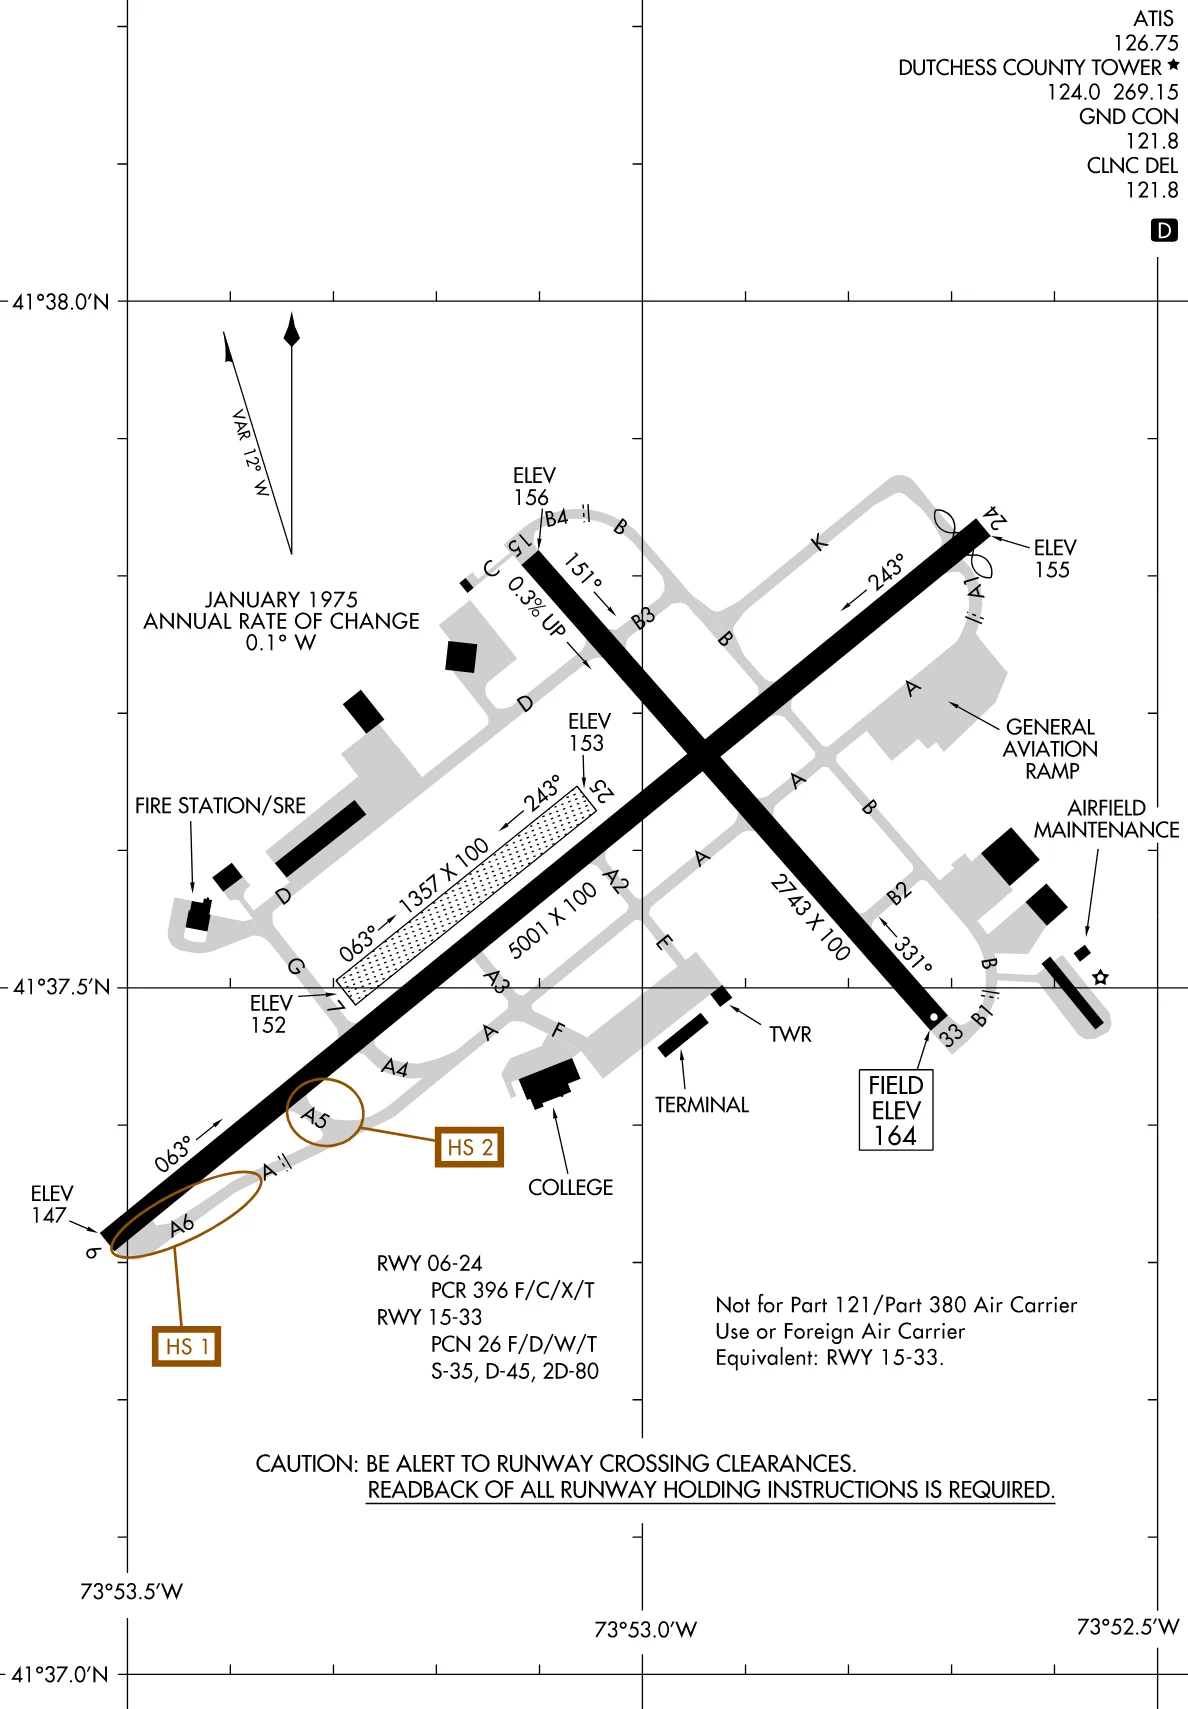 ATIS
126.75
DUTCHESS COUNTY TOWER ★
124.0 269.15
GND CON
121.8
CLNC DEL
121.8
D
41°38.0'N
VAR 12° W
JANUARY 1975
ANNUAL RATE OF CHANGE
0.1° W
ELEV
156
15
B4
B
C
151°
0.3% UP
B3
B
K
243°
24
ELEV
155
A1
A
D
ELEV
153
25
243°
1357 X 100
063°
GENERAL
AVIATION
RAMP
FIRE STATION/SRE
AIRFIELD
MAINTENANCE
A
B
A
A2
5001 X 100
2743 X 100
B2
D
E
331°
G
A3
B
41°37.5'N
ELEV
152
7
A
F
B1
33
TWR
A4
TERMINAL
FIELD
ELEV
164
A5
HS 2
063°
A
COLLEGE
ELEV
147
6
A6
HS 1
RWY 06-24
PCR 396 F/C/X/T
RWY 15-33
PCN 26 F/D/W/T
S-35, D-45, 2D-80
Not for Part 121/Part 380 Air Carrier
Use or Foreign Air Carrier
Equivalent: RWY 15-33.
CAUTION: BE ALERT TO RUNWAY CROSSING CLEARANCES.
READBACK OF ALL RUNWAY HOLDING INSTRUCTIONS IS REQUIRED.
73°53.5'W
73°53.0'W
73°52.5'W
41°37.0'N